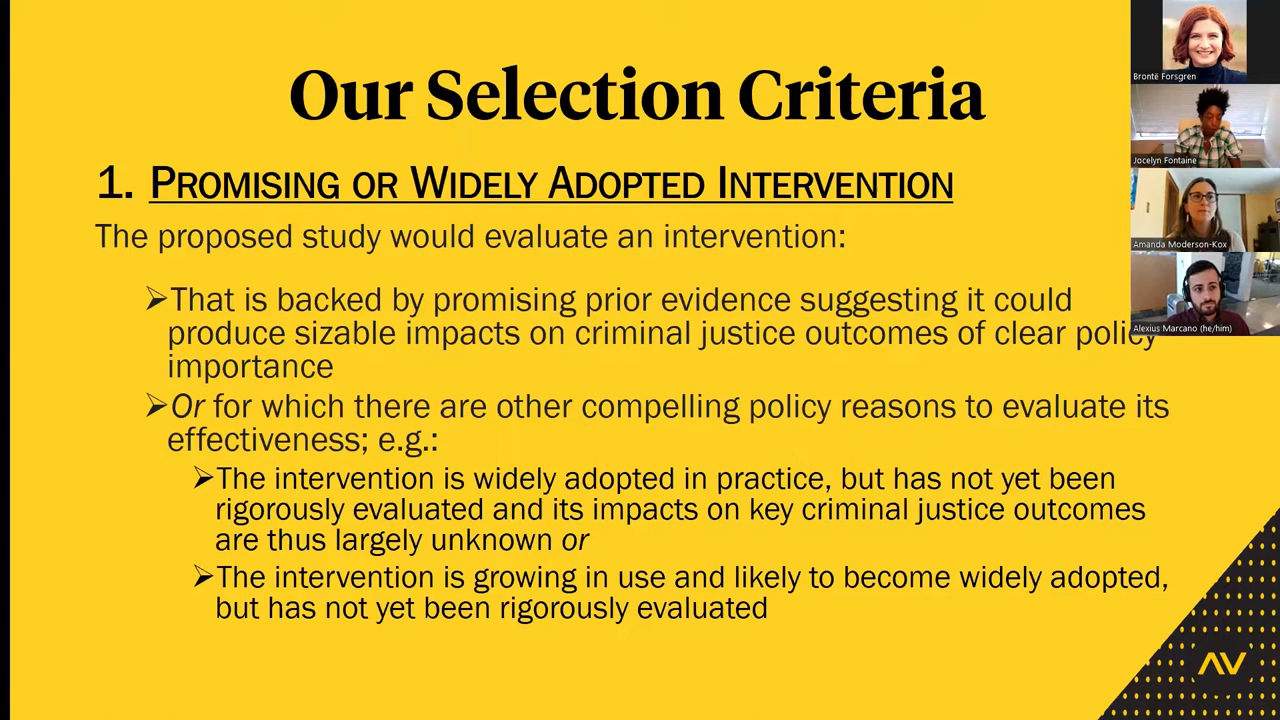 Our Selection Criteria
1. PROMISING OR WIDELY ADOPTED INTERVENTION
The proposed study would evaluate an intervention:
➢That is backed by promising prior evidence suggesting it could
produce sizable impacts on criminal justice outcomes of clear policy
importance
➢Or for which there are other compelling policy reasons to evaluate its
effectiveness; e.g.:
➢The intervention is widely adopted in practice, but has not yet been
rigorously evaluated and its impacts on key criminal justice outcomes
are thus largely unknown or
➢The intervention is growing in use and likely to become widely adopted,
but has not yet been rigorously evaluated
Brontë Forsgren
Jocelyn Fontaine
Amanda Moderson-Kox
Alexius Marcano (he/him)
AV